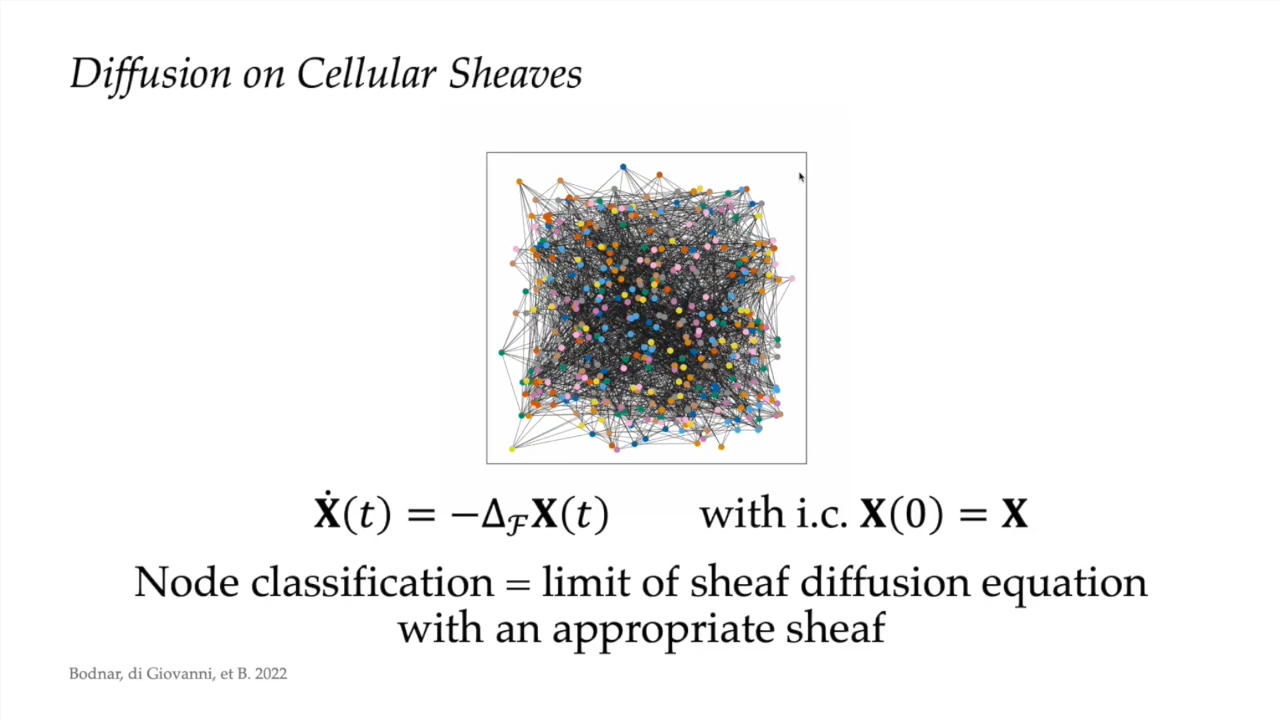 Diffusion on Cellular Sheaves
Ẋ(t) = −Δ_ℱX(t) with i.c. X(0) = X
Node classification = limit of sheaf diffusion equation
with an appropriate sheaf
Bodnar, di Giovanni, et B. 2022